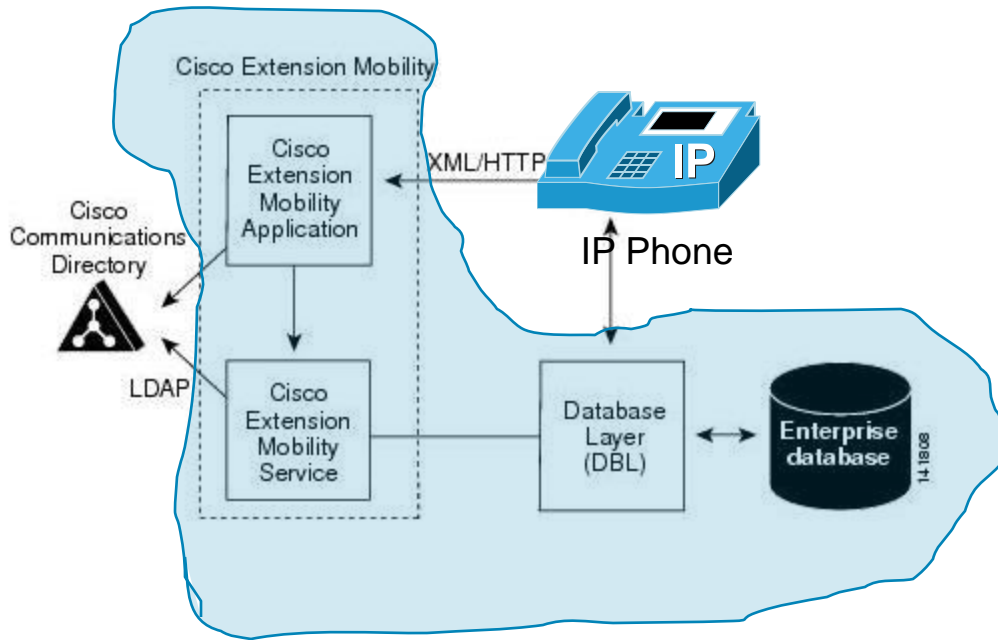 Cisco Extension Mobility
Cisco
Extension
Mobility
Application
XML/HTTP
IP
IP Phone
Cisco
Communications
Directory
LDAP
Cisco
Extension
Mobility
Service
Database
Layer
(DBL)
Enterprise
database
141808